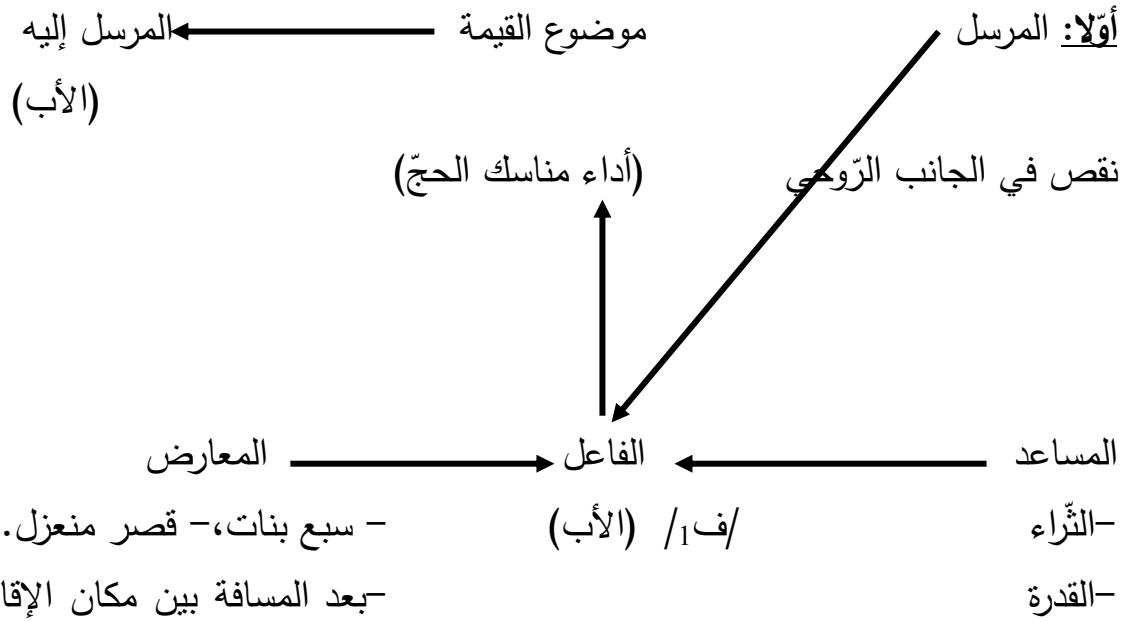 أوّلا: المرسل موضوع القيمة المرسل إليه
(الأب)
نقص في الجانب الرّوحي (أداء مناسك الحجّ)
المساعد الفاعل المعارض
-الثّراء /ف1/ (الأب) - سبع بنات،- قصر منعزل.
-القدرة -بعد المسافة بين مكان